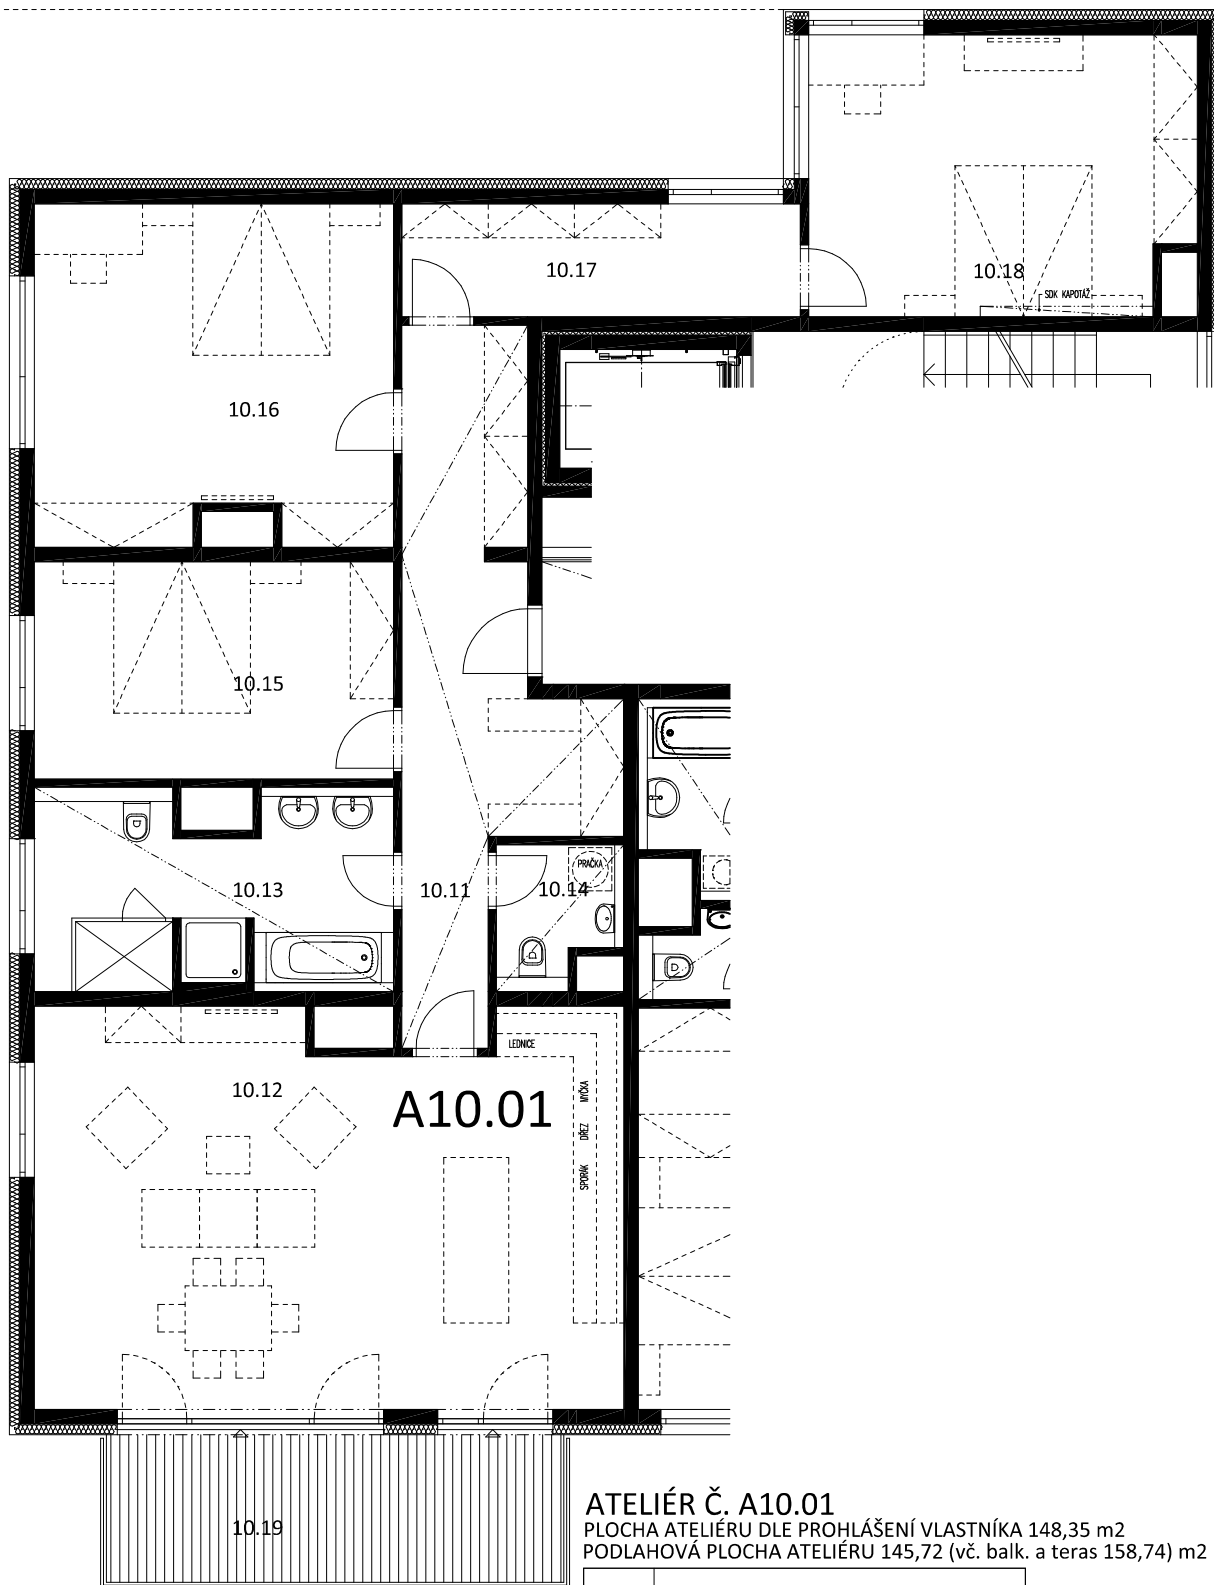 10.17
10.18
SDK KAPOTÁŽ
10.16
10.15
PRAČKA
10.13
10.11
10.14
LEDNICE
10.12
MYČKA
A10.01
DŘEZ
SPORÁK
10.19
ATELIÉR Č. A10.01
PLOCHA ATELIÉRU DLE PROHLÁŠENÍ VLASTNÍKA 148,35 m2
PODLAHOVÁ PLOCHA ATELIÉRU 145,72 (vč. balk. a teras 158,74) m2